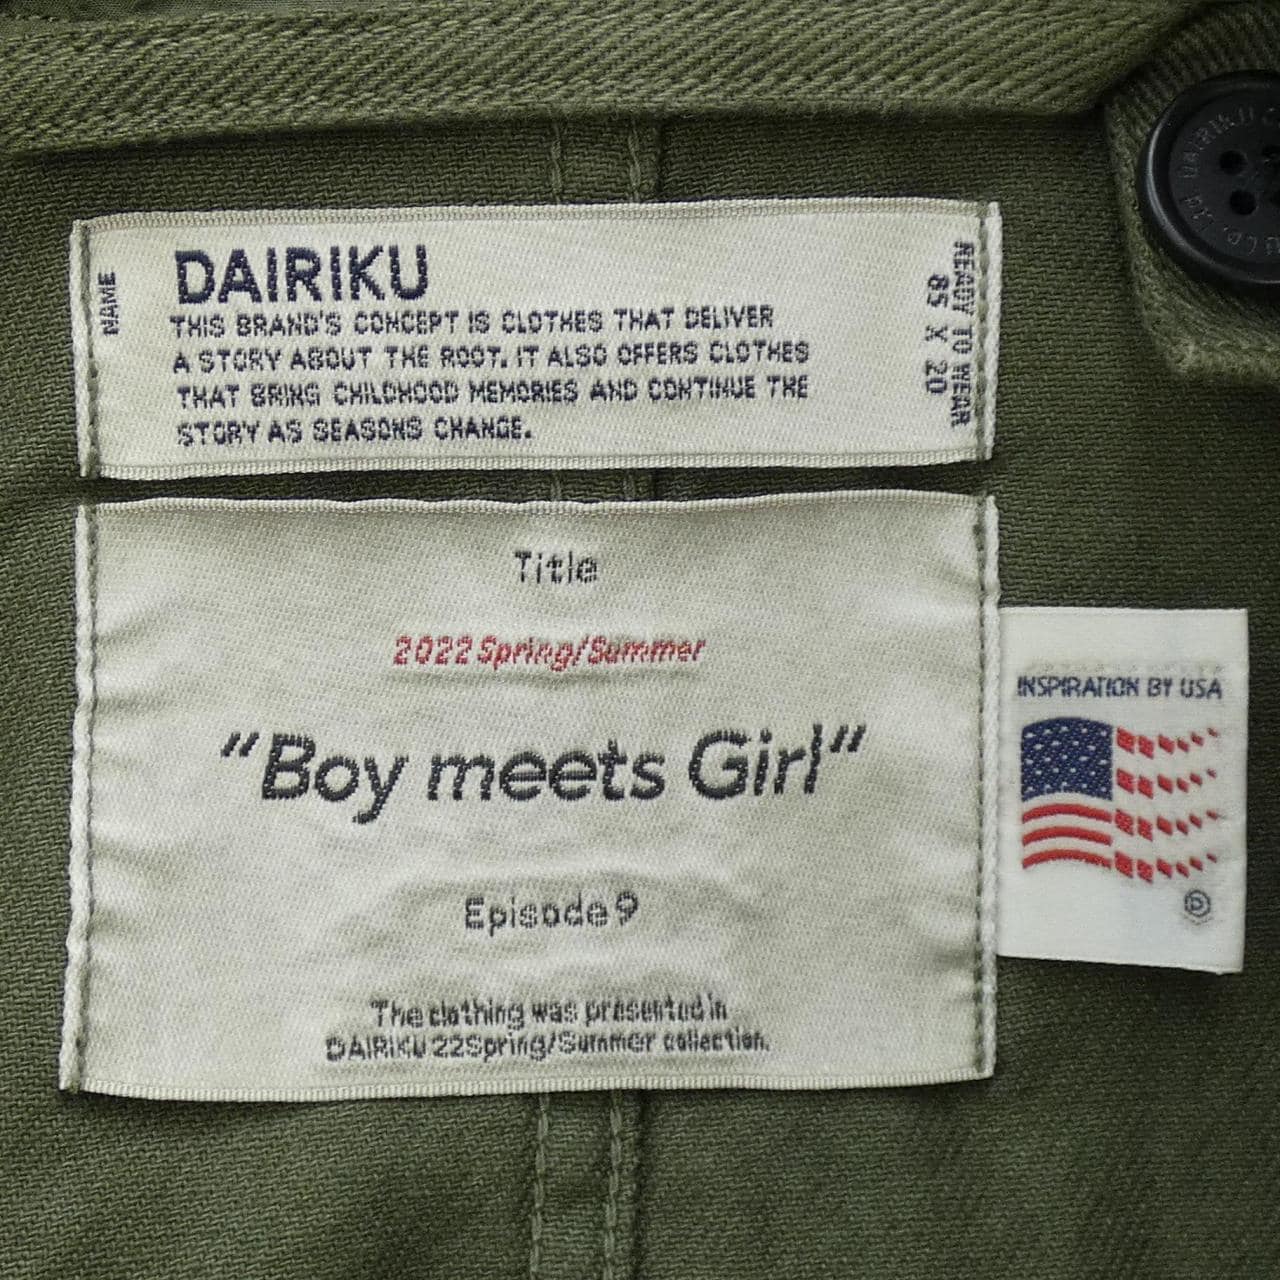 NAME
DAIRIKU
THIS BRAND'S CONCEPT IS CLOTHES THAT DELIVER
A STORY ABOUT THE ROOT. IT ALSO OFFERS CLOTHES
THAT BRING CHILDHOOD MEMORIES AND CONTINUE THE
STORY AS SEASONS CHANGE.
READY TO WEAR
85 X 20
Title
2022 Spring/Summer
"Boy meets Girl"
Episode 9
The clothing was presented in
DAIRIKU 22Spring/Summer collection.
INSPIRATION BY USA
DAIRIKU